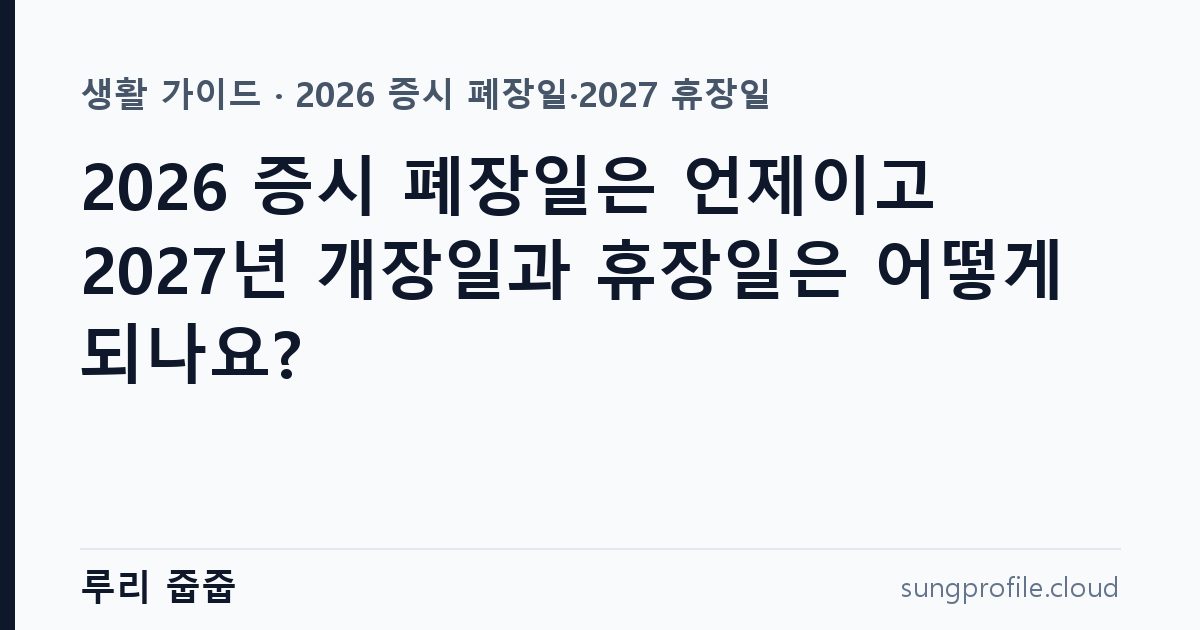 생활 가이드 · 2026 증시 폐장일·2027 휴장일
2026 증시 폐장일은 언제이고
2027년 개장일과 휴장일은 어떻게
되나요?
루리 줍줍
sungprofile.cloud